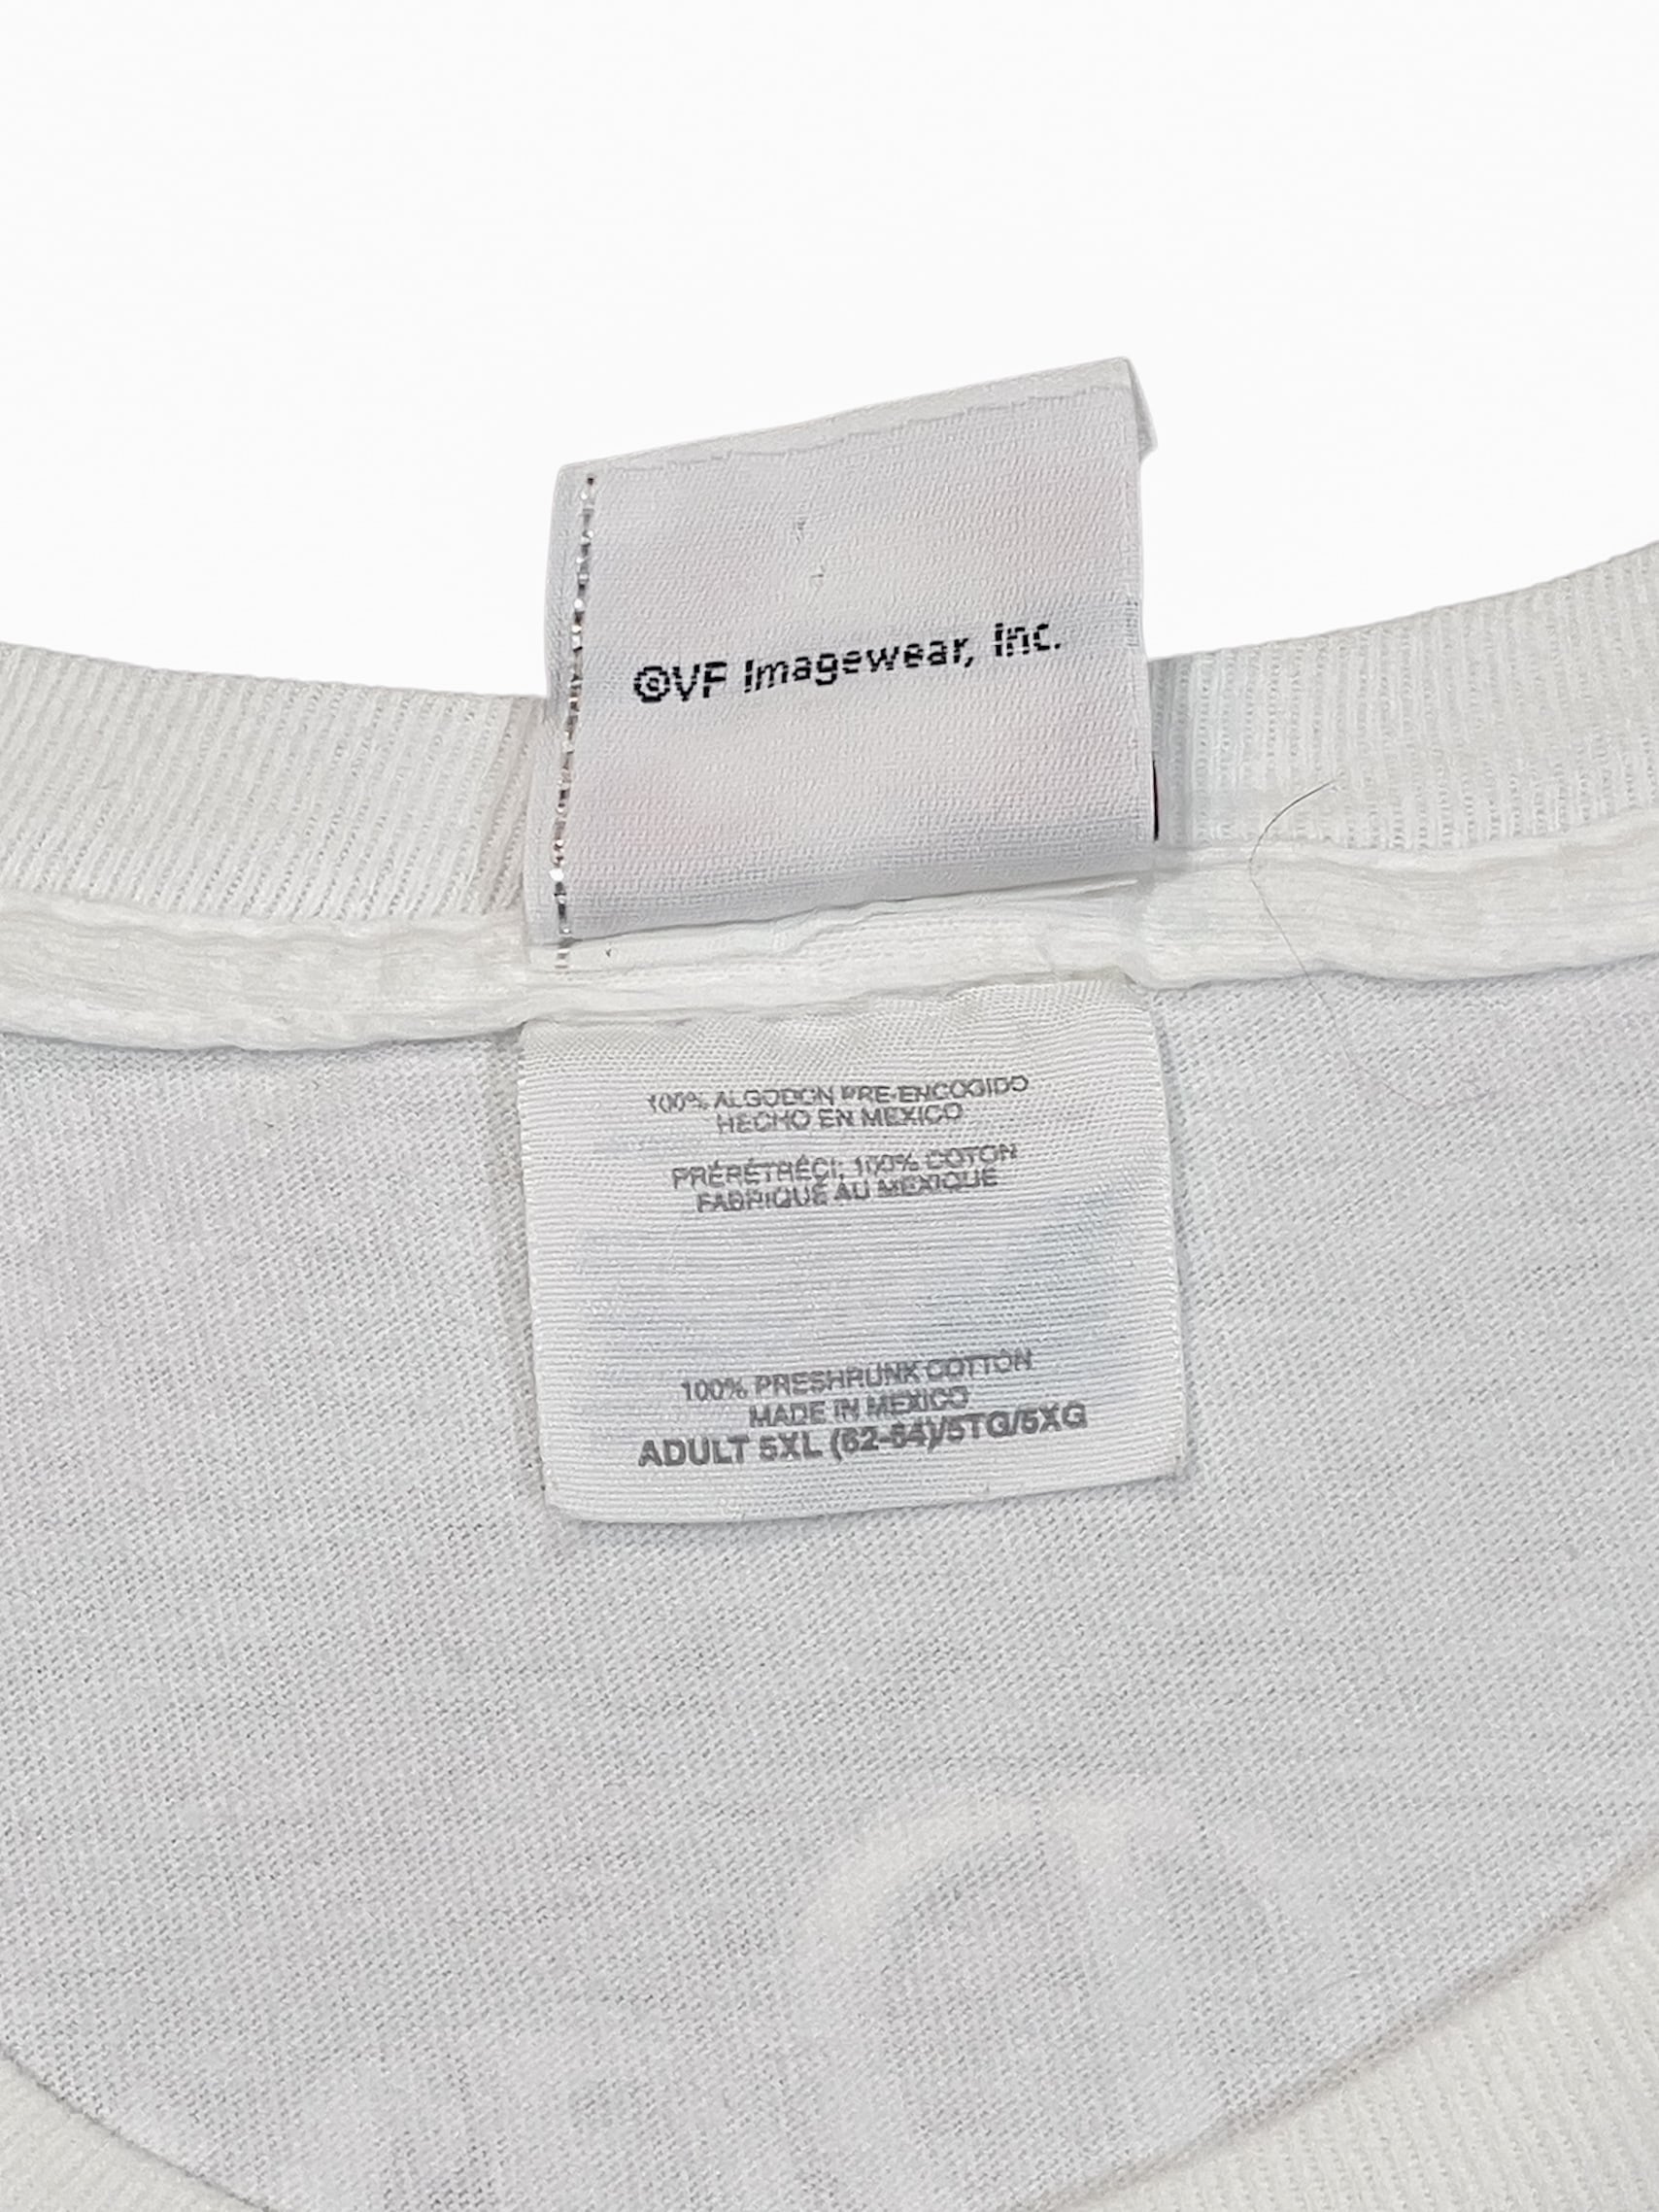 ©VF Imagewear, Inc.
100% ALGODON PRE-ENCOGIDO
HECHO EN MEXICO
PRÉRÉTRÉCI; 100% COTON
FABRIQUÉ AU MEXIQUE
100% PRESHRUNK COTTON
MADE IN MEXICO
ADULT 5XL (62-64)/5TG/5XG